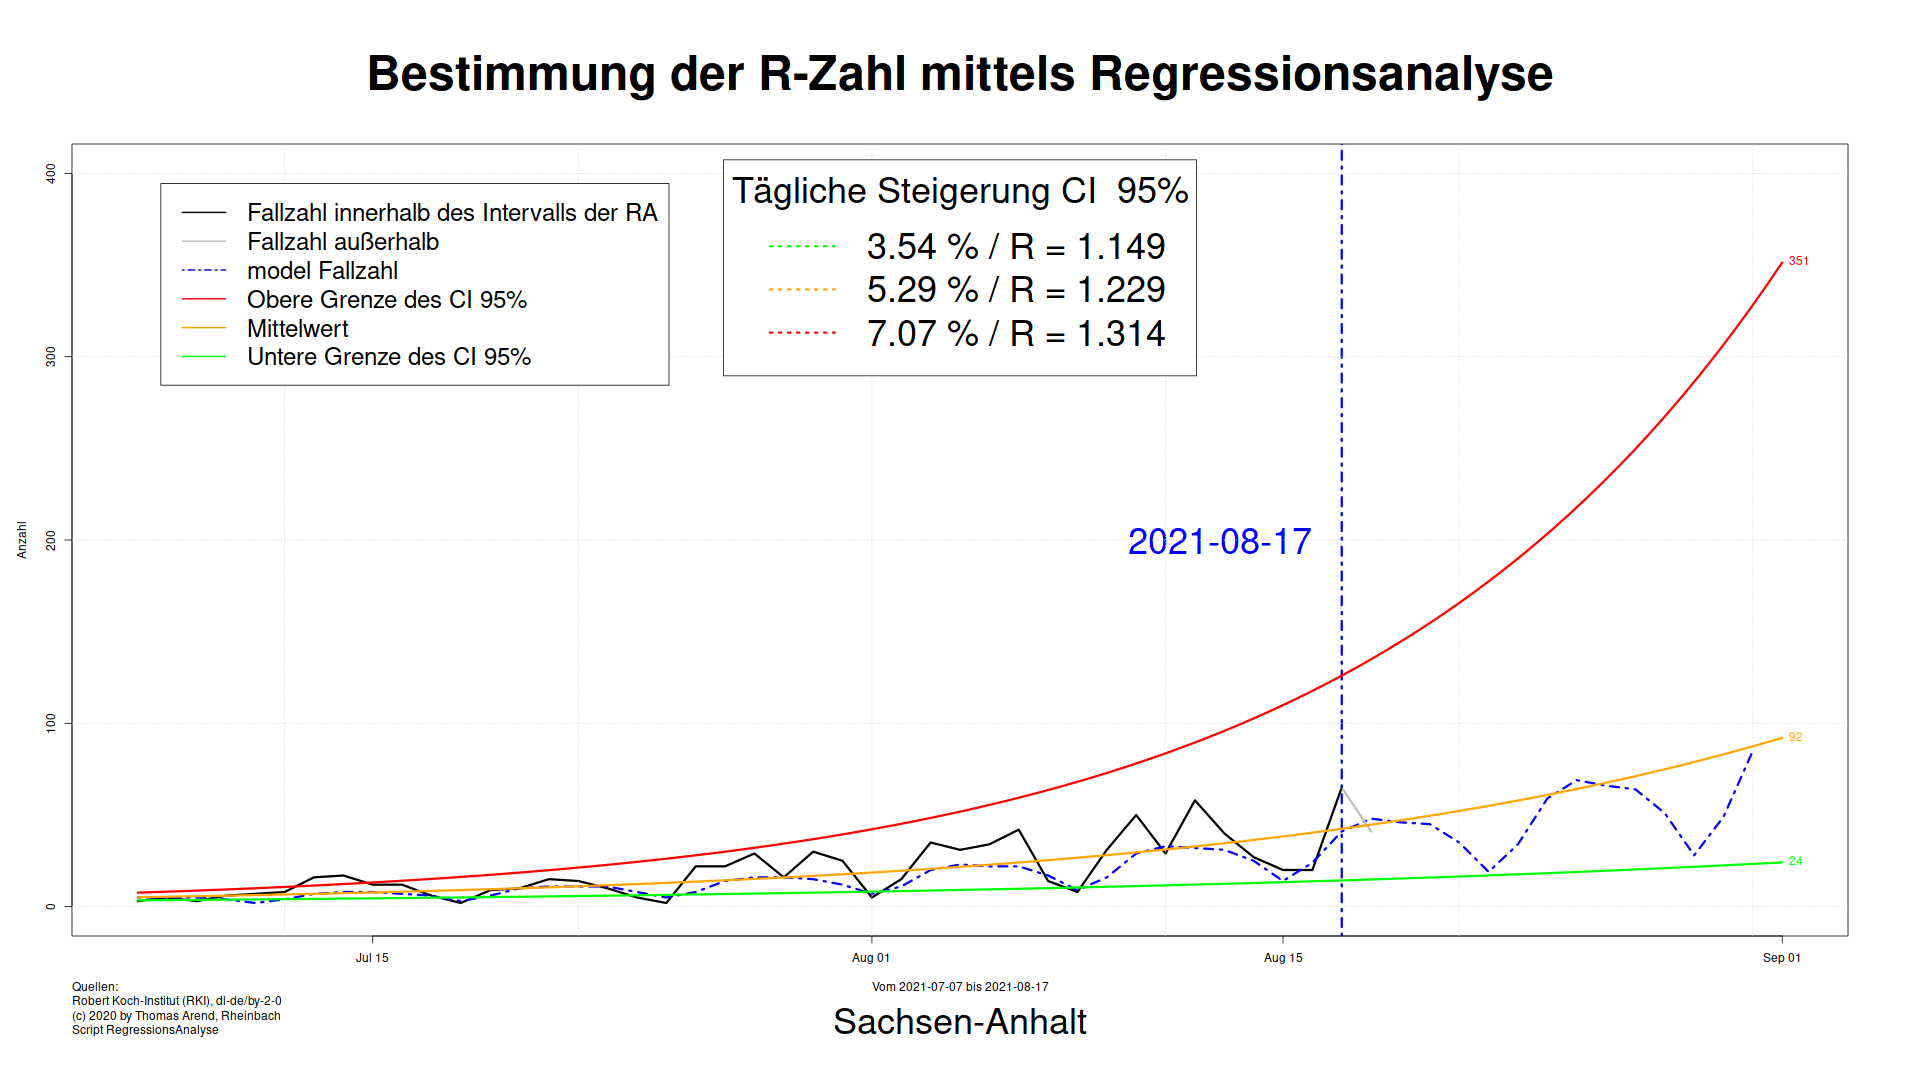 Bestimmung der R-Zahl mittels Regressionsanalyse
Fallzahl innerhalb des Intervalls der RA
Fallzahl außerhalb
model Fallzahl
Obere Grenze des CI 95%
Mittelwert
Untere Grenze des CI 95%
Tägliche Steigerung CI  95%
3.54 % / R = 1.149
5.29 % / R = 1.229
7.07 % / R = 1.314
2021-08-17
351
92
24
Anzahl
400
300
200
100
0
Jul 15
Aug 01
Aug 15
Sep 01
Vom 2021-07-07 bis 2021-08-17
Sachsen-Anhalt
Quellen:
Robert Koch-Institut (RKI), dl-de/by-2-0
(c) 2020 by Thomas Arend, Rheinbach
Script RegressionsAnalyse